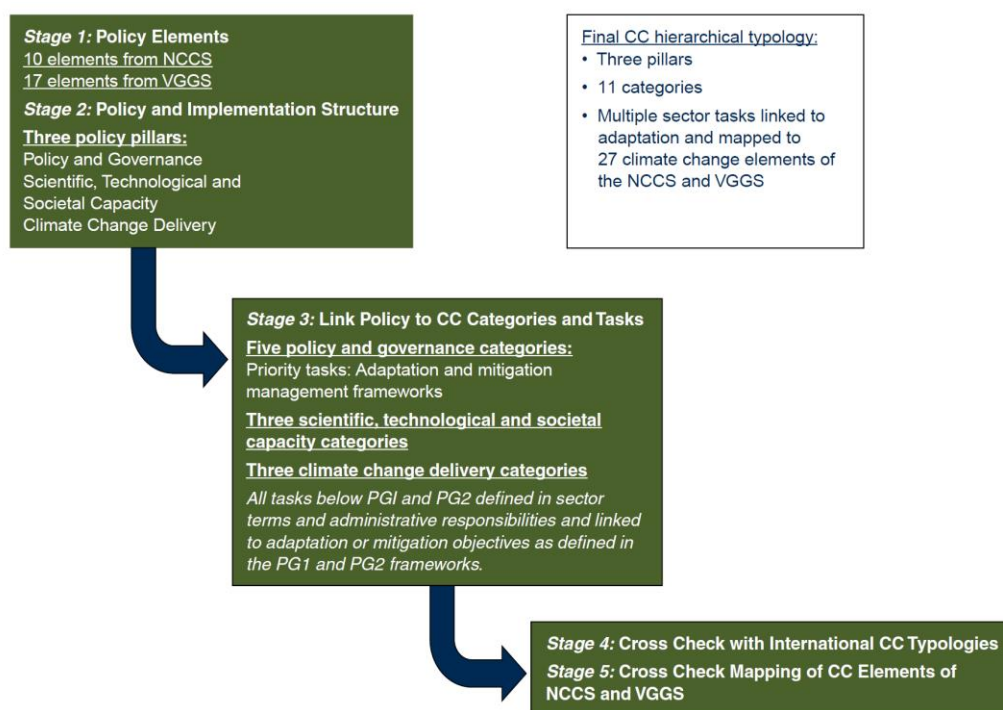 Stage 1: Policy Elements
10 elements from NCCS
17 elements from VGGS
Stage 2: Policy and Implementation Structure
Three policy pillars:
Policy and Governance
Scientific, Technological and
Societal Capacity
Climate Change Delivery
Final CC hierarchical typology:
• Three pillars
• 11 categories
• Multiple sector tasks linked to
adaptation and mapped to
27 climate change elements of
the NCCS and VGGS
Stage 3: Link Policy to CC Categories and Tasks
Five policy and governance categories:
Priority tasks: Adaptation and mitigation
management frameworks
Three scientific, technological and societal
capacity categories
Three climate change delivery categories
All tasks below PGI and PG2 defined in sector
terms and administrative responsibilities and linked
to adaptation or mitigation objectives as defined in
the PG1 and PG2 frameworks.
Stage 4: Cross Check with International CC Typologies
Stage 5: Cross Check Mapping of CC Elements of
NCCS and VGGS